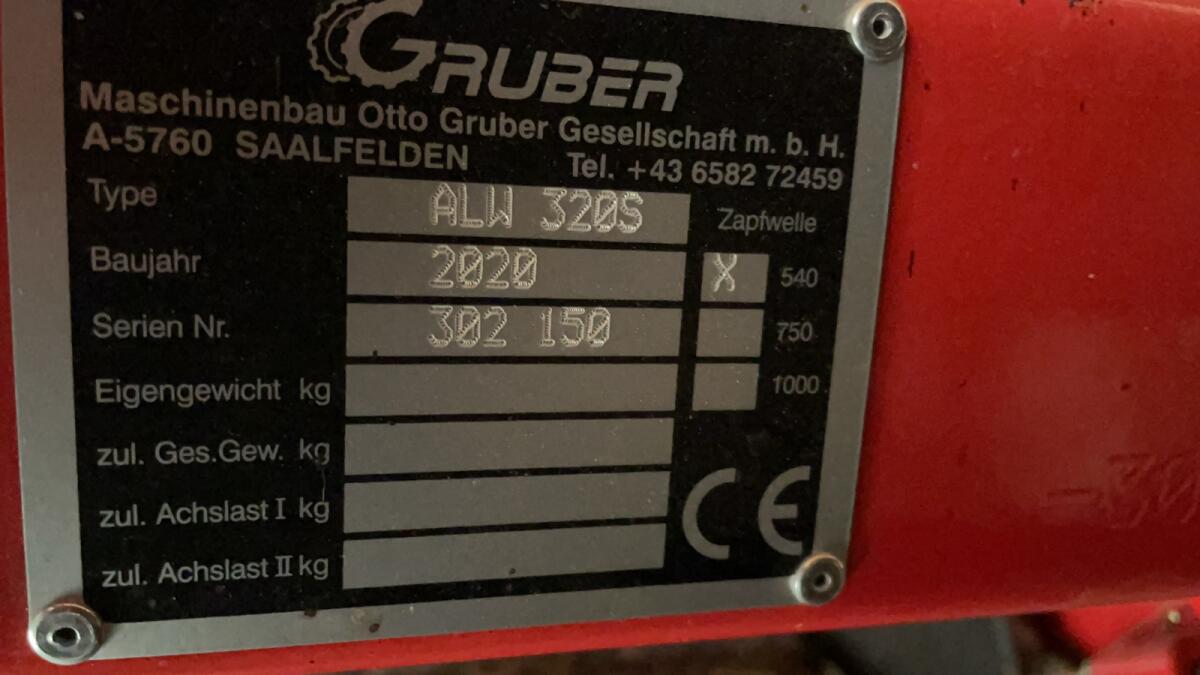 GRUBER
Maschinenbau Otto Gruber Gesellschaft m. b. H.
A-5760 SAALFELDEN Tel. +43 6582 72459
Type ALW 320S Zapfwelle
Baujahr 2020 X 540
Serien Nr. 302 150 750
Eigengewicht kg 1000
zul. Ges.Gew. kg
zul. Achslast I kg
CE
zul. Achslast II kg